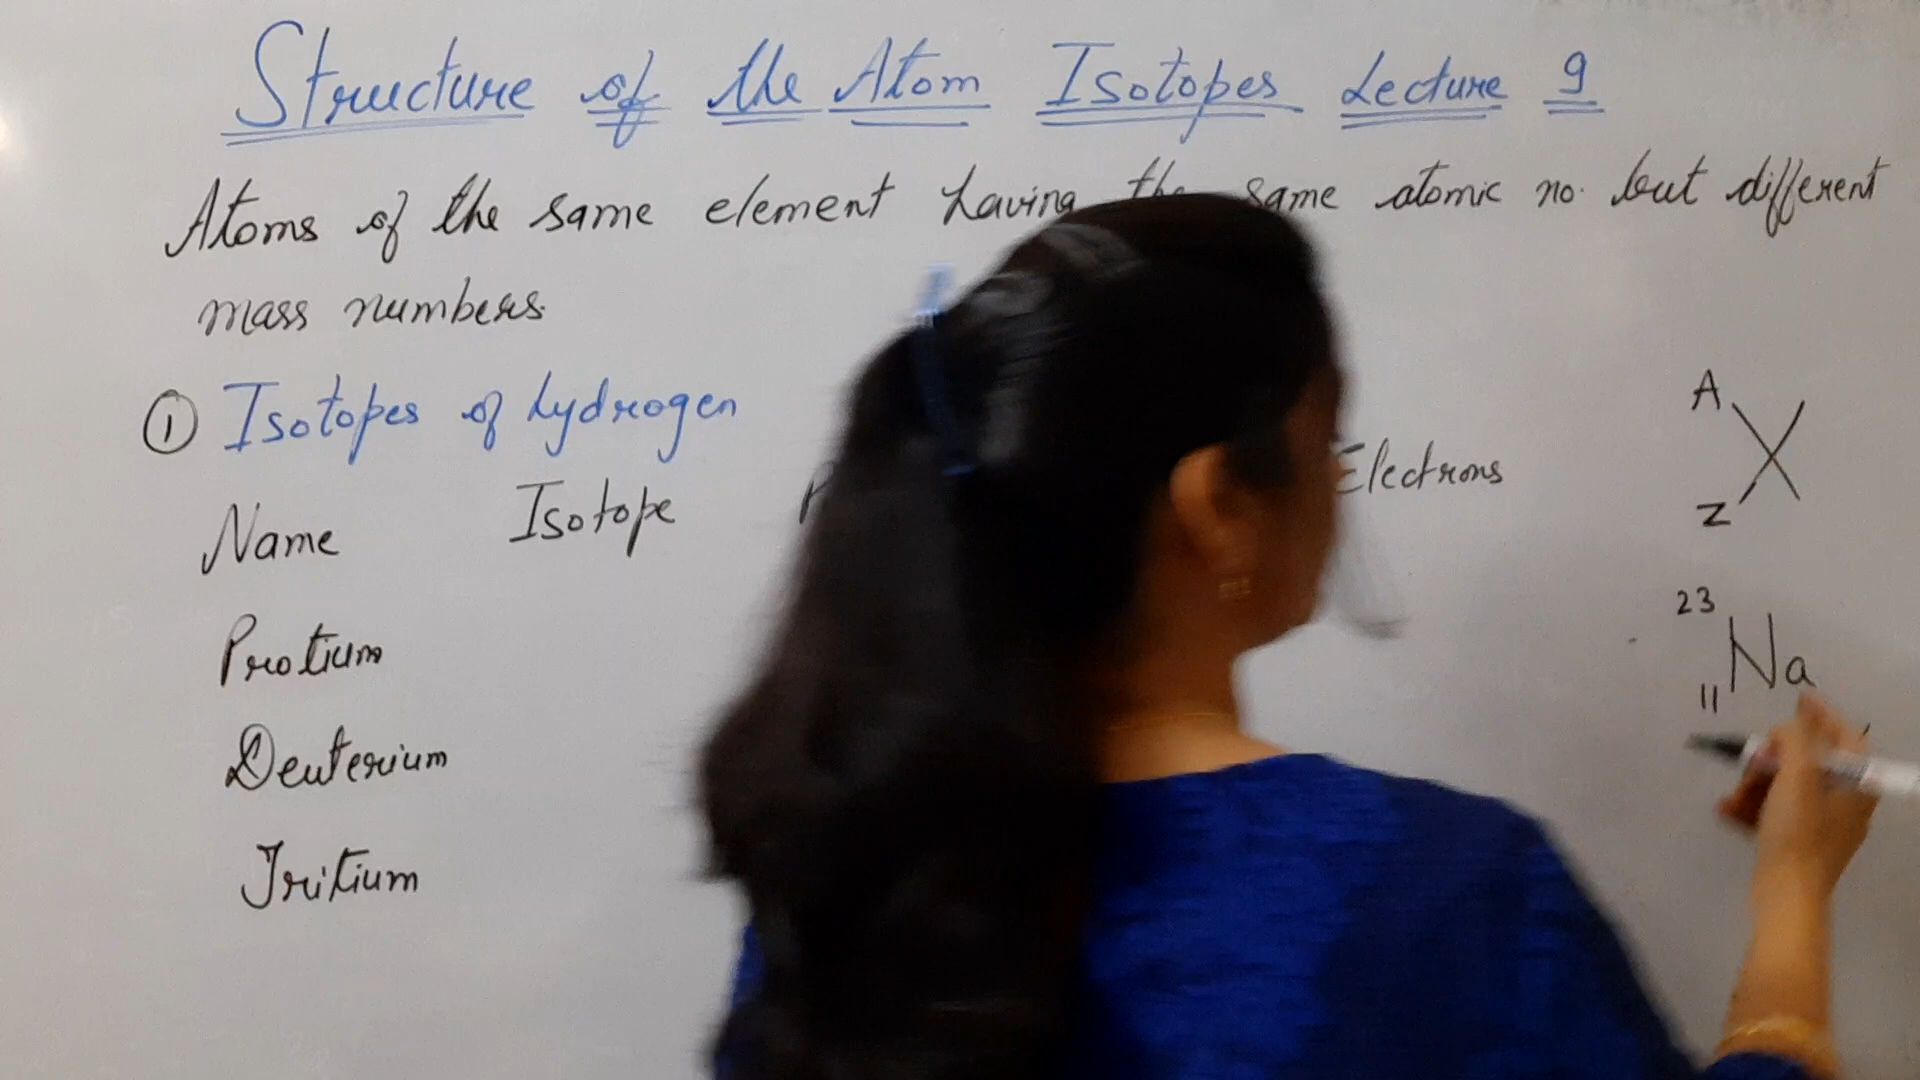 Structure of the Atom Isotopes Lecture 9
Atoms of the same element having the same atomic no. but different
mass numbers.
① Isotopes of hydrogen
Name Isotope Electrons
Protium
Deuterium
Tritium
A
X
Z
23
Na
11